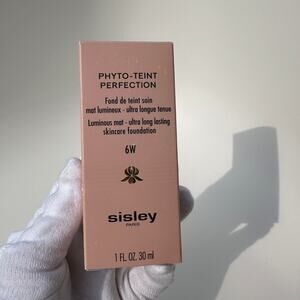 PHYTO-TEINT
PERFECTION
Fond de teint soin
mat lumineux - ultra longue tenue
Luminous mat - ultra long lasting
skincare foundation
6W
sisley
PARIS
1 FL. OZ. 30 ml